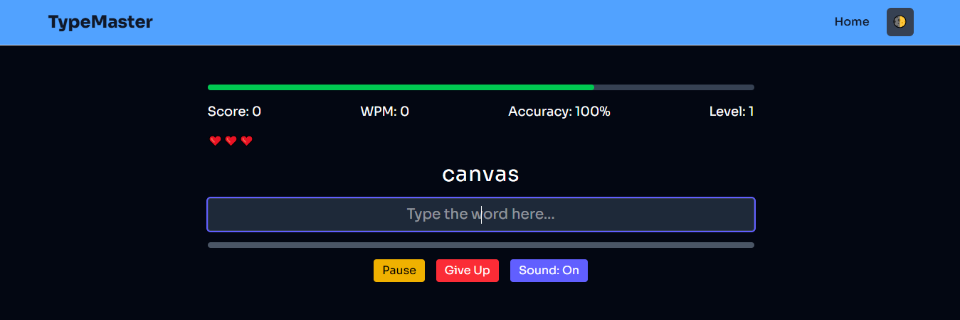 TypeMaster Home
Score: 0 WPM: 0 Accuracy: 100% Level: 1
canvas
Type the word here...
Pause Give Up Sound: On